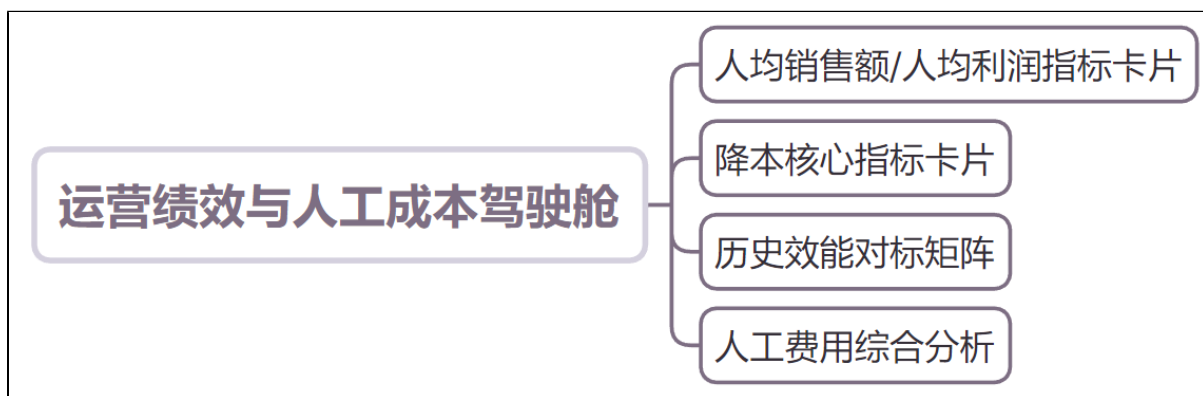 人均销售额/人均利润指标卡片
降本核心指标卡片
运营绩效与人工成本驾驶舱
历史效能对标矩阵
人工费用综合分析